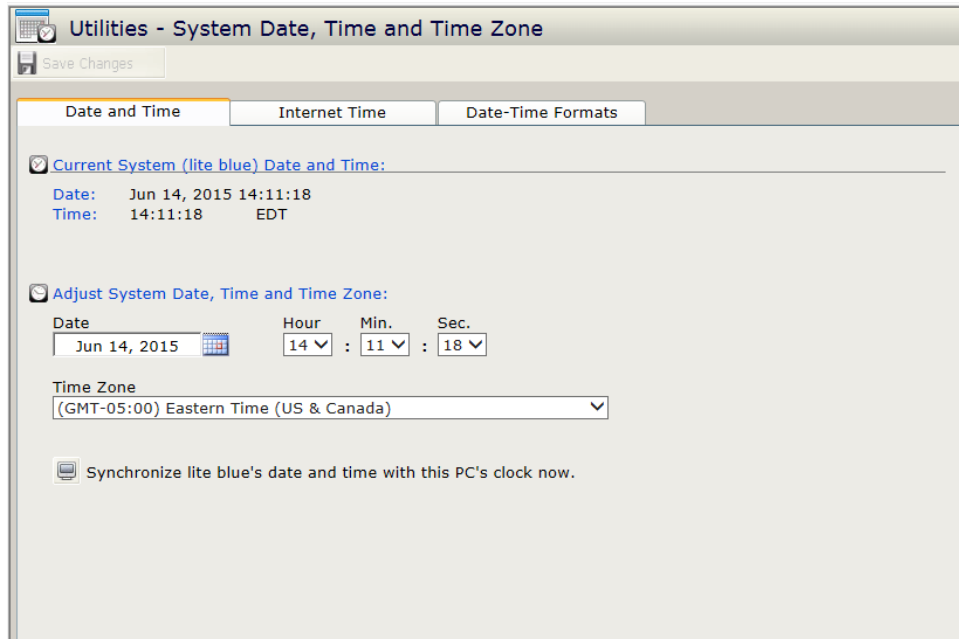 Utilities - System Date, Time and Time Zone
Save Changes
Date and Time Internet Time Date-Time Formats
Current System (lite blue) Date and Time:
Date: Jun 14, 2015 14:11:18
Time: 14:11:18 EDT
Adjust System Date, Time and Time Zone:
Date Hour Min. Sec.
Jun 14, 2015 14 : 11 : 18
Time Zone
(GMT-05:00) Eastern Time (US & Canada)
Synchronize lite blue's date and time with this PC's clock now.